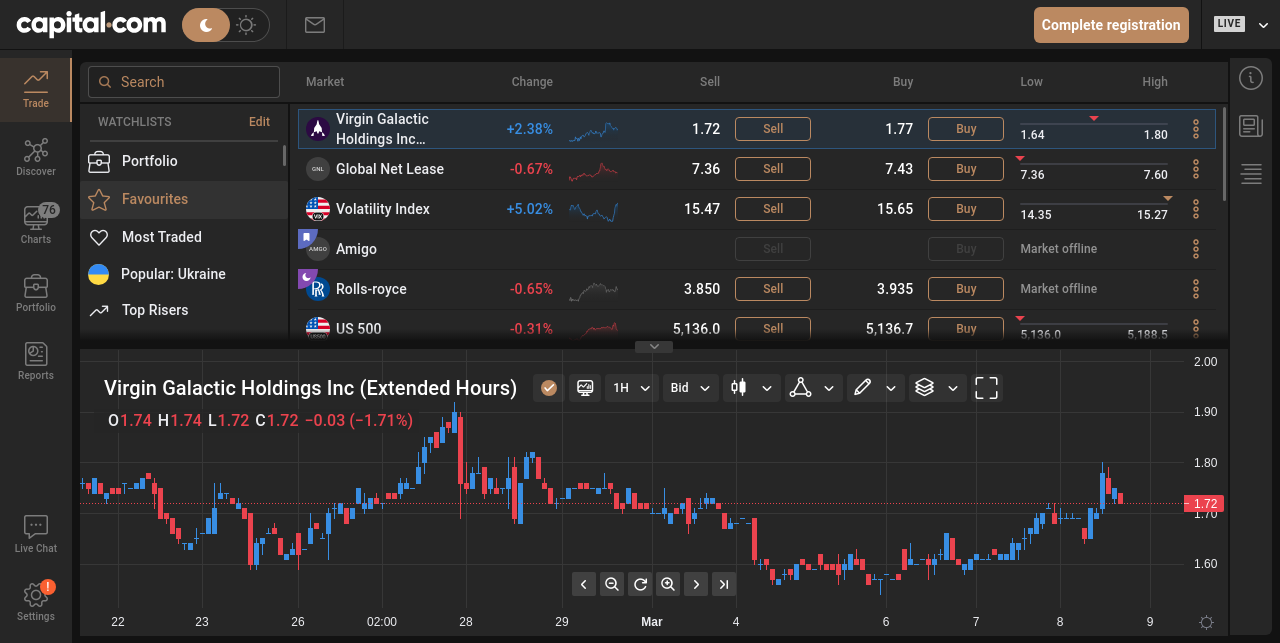 capital.com
Complete registration
LIVE
Trade
Discover
76
Charts
Portfolio
Reports
Live Chat
!
Settings
Search
WATCHLISTS Edit
Portfolio
Favourites
Most Traded
Popular: Ukraine
Top Risers
Market Change Sell Buy Low High
Virgin Galactic
Holdings Inc… +2.38% 1.72 Sell 1.77 Buy 1.64 1.80
GNL Global Net Lease -0.67% 7.36 Sell 7.43 Buy 7.36 7.60
VIX Volatility Index +5.02% 15.47 Sell 15.65 Buy 14.35 15.27
AMIGO Amigo Sell Buy Market offline
Rolls-royce -0.65% 3.850 Sell 3.935 Buy Market offline
US 500 -0.31% 5,136.0 Sell 5,136.7 Buy 5,136.0 5,188.5
Virgin Galactic Holdings Inc (Extended Hours) 1H Bid
O1.74 H1.74 L1.72 C1.72 −0.03 (−1.71%)
2.00
1.90
1.80
1.72
1.70
1.60
22 23 26 02:00 28 29 Mar 4 6 7 8 9